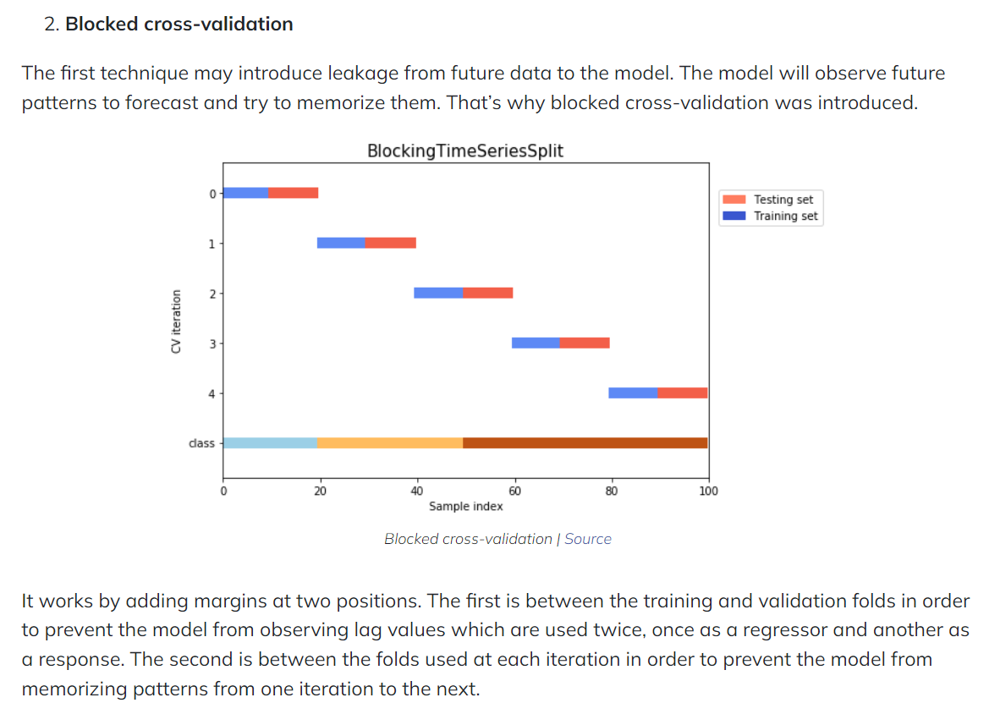 2. Blocked cross-validation
The first technique may introduce leakage from future data to the model. The model will observe future
patterns to forecast and try to memorize them. That’s why blocked cross-validation was introduced.
BlockingTimeSeriesSplit
0
1
2
3
4
class
CV iteration
0 20 40 60 80 100
Sample index
Testing set
Training set
Blocked cross-validation | Source
It works by adding margins at two positions. The first is between the training and validation folds in order
to prevent the model from observing lag values which are used twice, once as a regressor and another as
a response. The second is between the folds used at each iteration in order to prevent the model from
memorizing patterns from one iteration to the next.